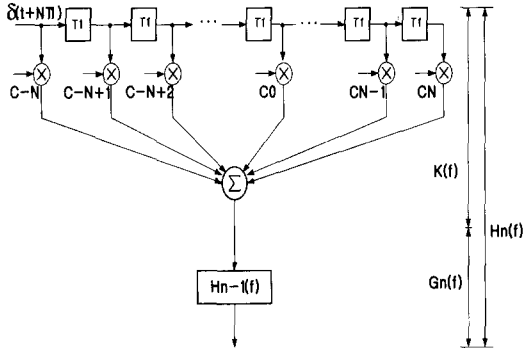 δ(t+NT1)
T1 T1 ··· T1 ··· T1 T1
C-N C-N+1 C-N+2 C0 CN-1 CN
Σ
K(f)
Hn(f)
Hn-1(f)
Gn(f)